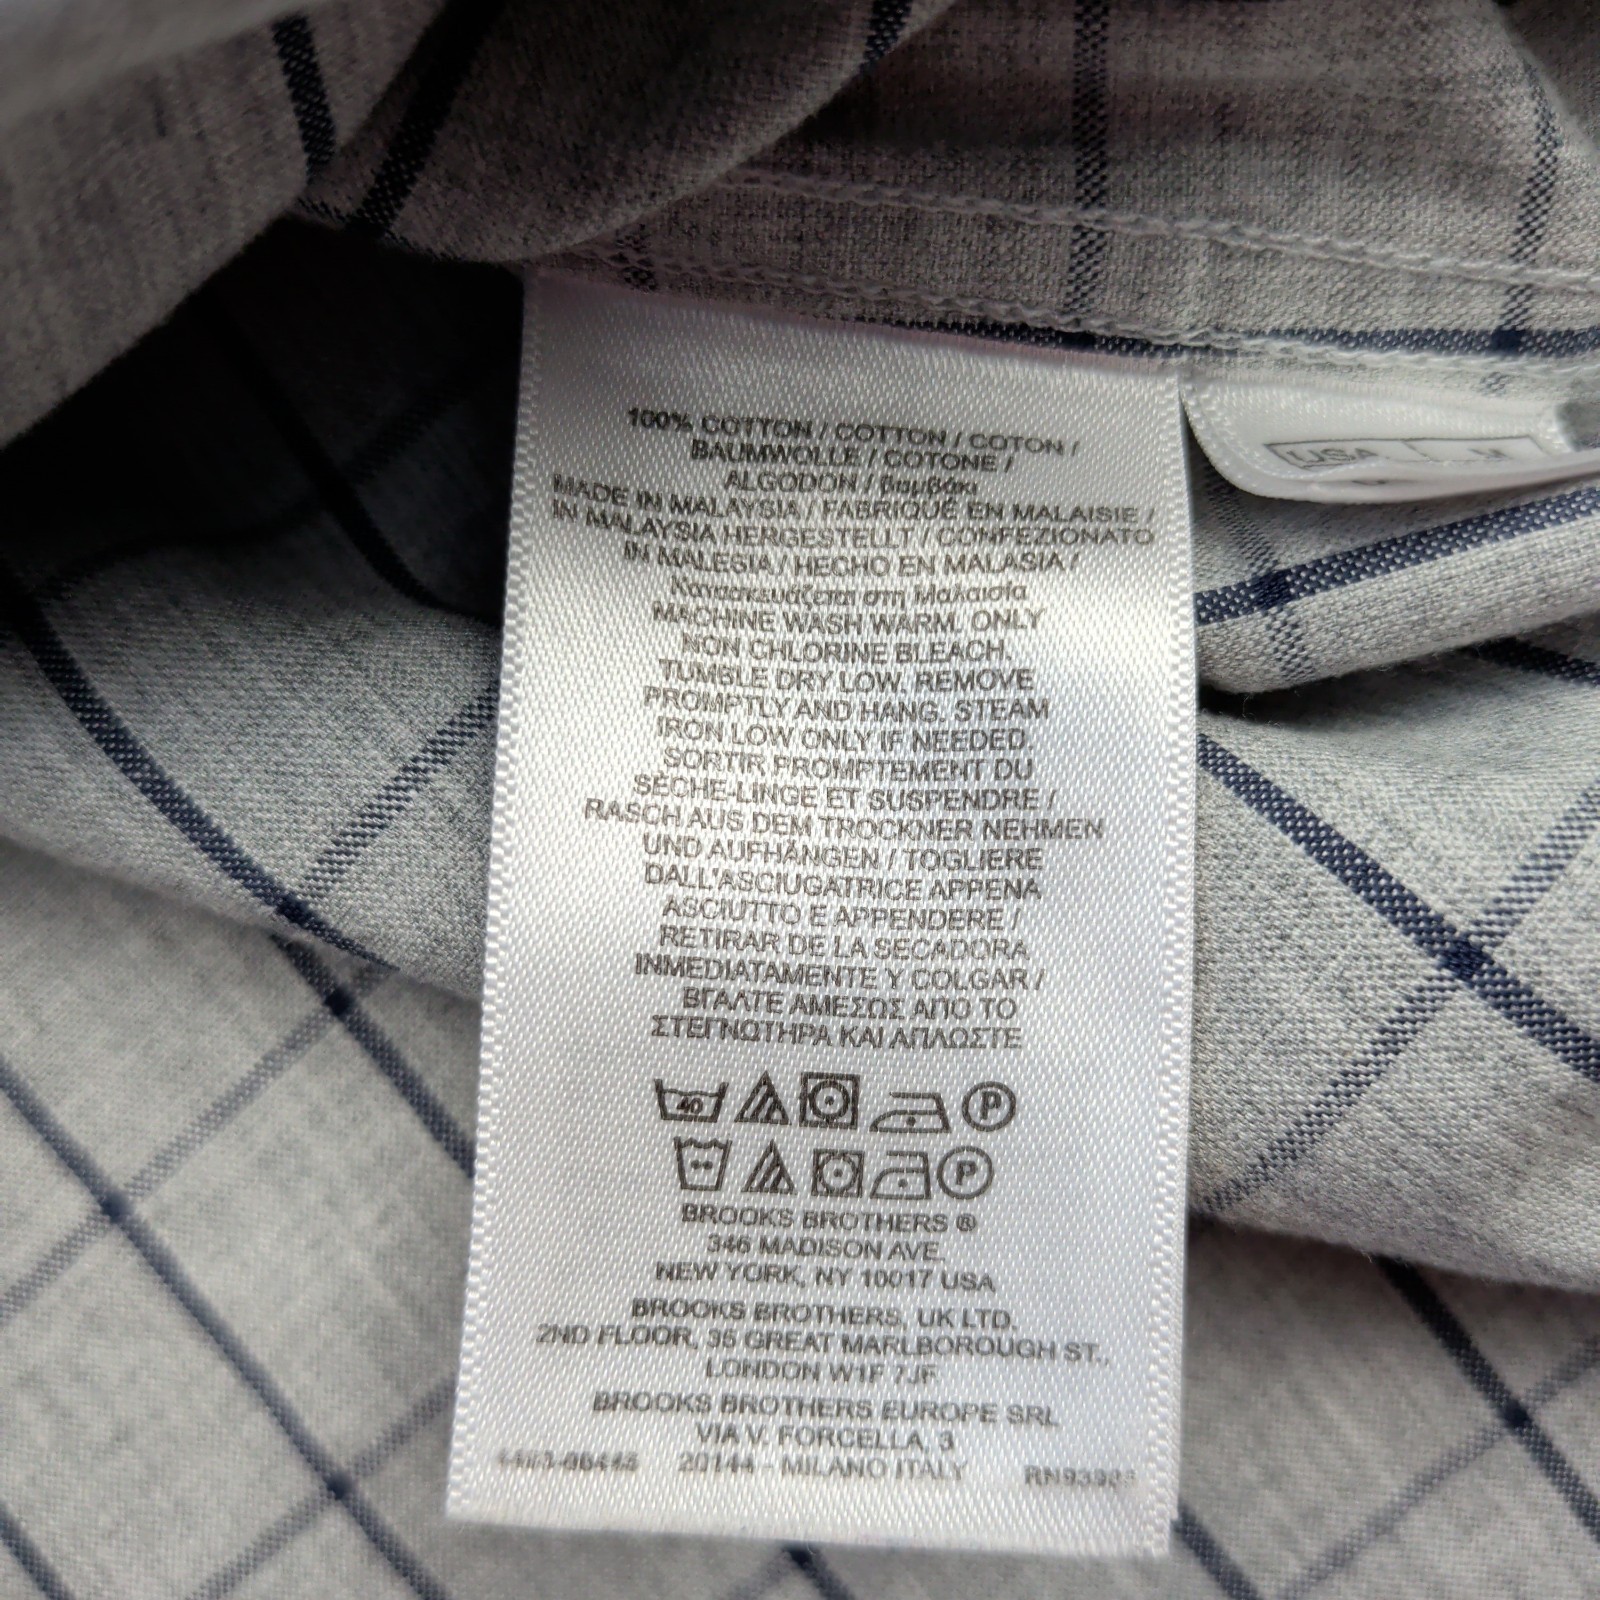 100% COTTON / COTTON / COTON /
BAUMWOLLE / COTONE /
ALGODON / βαμβάκι
MADE IN MALAYSIA / FABRIQUÉ EN MALAISIE /
IN MALAYSIA HERGESTELLT / CONFEZIONATO
IN MALESIA / HECHO EN MALASIA /
Κατασκευάζεται στη Μαλαισία
MACHINE WASH WARM. ONLY
NON CHLORINE BLEACH.
TUMBLE DRY LOW. REMOVE
PROMPTLY AND HANG. STEAM
IRON LOW ONLY IF NEEDED.
SORTIR PROMPTEMENT DU
SÈCHE-LINGE ET SUSPENDRE /
RASCH AUS DEM TROCKNER NEHMEN
UND AUFHÄNGEN / TOGLIERE
DALL'ASCIUGATRICE APPENA
ASCIUTTO E APPENDERE /
RETIRAR DE LA SECADORA
INMEDIATAMENTE Y COLGAR /
ΒΓΑΛΤΕ ΑΜΕΣΩΣ ΑΠΟ ΤΟ
ΣΤΕΓΝΩΤΗΡΑ ΚΑΙ ΑΠΛΩΣΤΕ
40 P
P
BROOKS BROTHERS ®
346 MADISON AVE.
NEW YORK, NY 10017 USA
BROOKS BROTHERS, UK LTD.
2ND FLOOR, 35 GREAT MARLBOROUGH ST.,
LONDON W1F 7JF
BROOKS BROTHERS EUROPE SRL
VIA V. FORCELLA, 3
20144 - MILANO ITALY
USA M